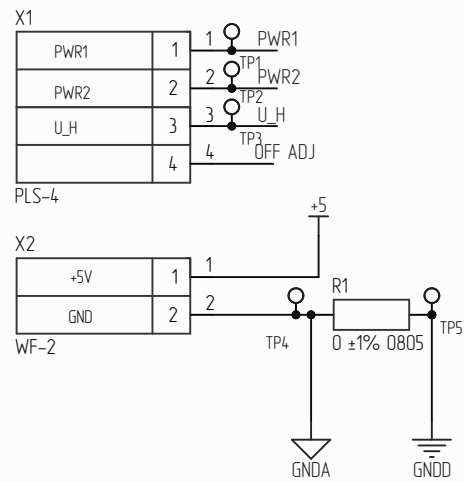 X1
PWR1 1 1 PWR1
TP1
PWR2 2 2 PWR2
TP2
U_H 3 3 U_H
TP3
4 4 OFF ADJ
PLS-4
+5
X2
+5V 1 1
GND 2 2
WF-2
R1
TP4
0 ±1% 0805
TP5
GNDA
GNDD